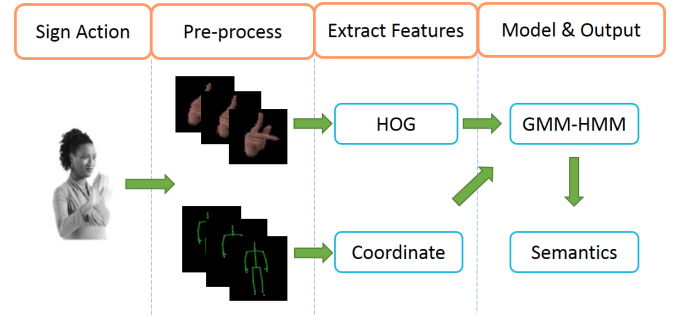 Sign Action
Pre-process
Extract Features
Model & Output
HOG
GMM-HMM
Coordinate
Semantics